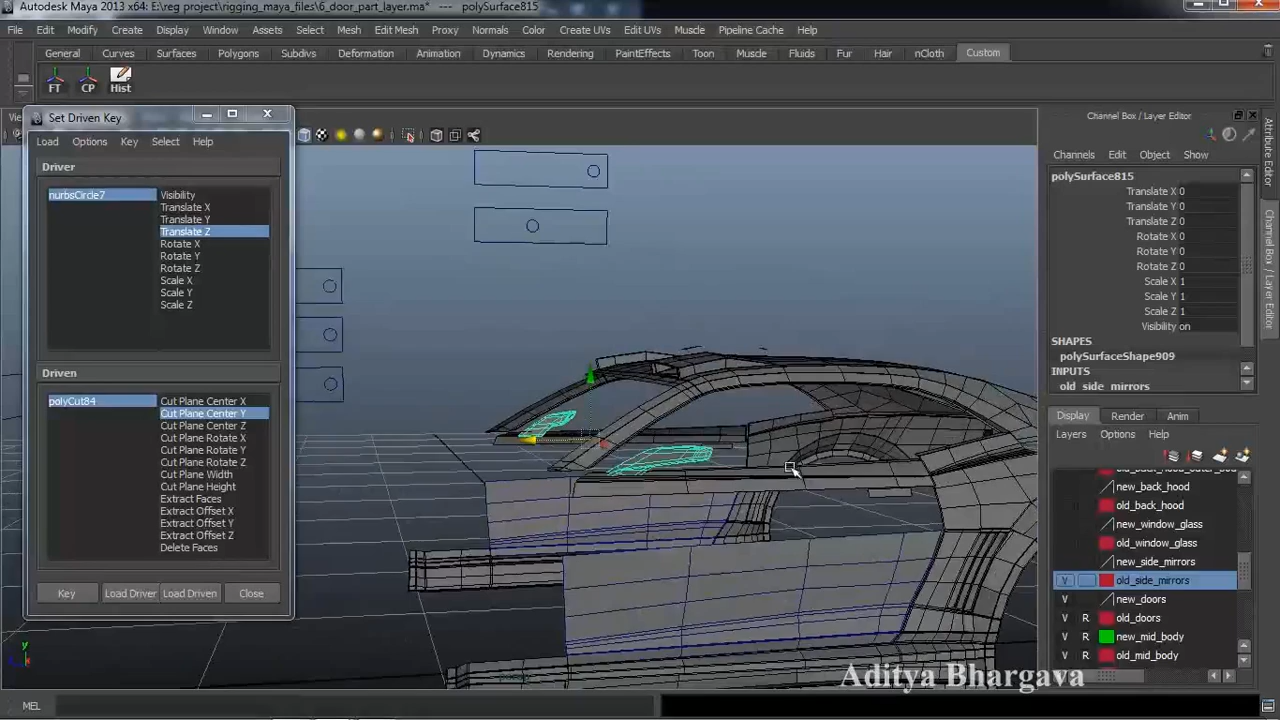 Autodesk Maya 2013 x64: E:\reg project\rigging_maya_files\6_door_part_layer.ma* --- polySurface815
File Edit Modify Create Display Window Assets Select Mesh Edit Mesh Proxy Normals Color Create UVs Edit UVs Muscle Pipeline Cache Help
General Curves Surfaces Polygons Subdivs Deformation Animation Dynamics Rendering PaintEffects Toon Muscle Fluids Fur Hair nCloth Custom
FT CP Hist
Set Driven Key
Load Options Key Select Help
Driver
nurbsCircle7
Visibility
Translate X
Translate Y
Translate Z
Rotate X
Rotate Y
Rotate Z
Scale X
Scale Y
Scale Z
Driven
polyCut84
Cut Plane Center X
Cut Plane Center Y
Cut Plane Center Z
Cut Plane Rotate X
Cut Plane Rotate Y
Cut Plane Rotate Z
Cut Plane Width
Cut Plane Height
Extract Faces
Extract Offset X
Extract Offset Y
Extract Offset Z
Delete Faces
Key Load Driver Load Driven Close
Channel Box / Layer Editor
Channels Edit Object Show
polySurface815
Translate X 0
Translate Y 0
Translate Z 0
Rotate X 0
Rotate Y 0
Rotate Z 0
Scale X 1
Scale Y 1
Scale Z 1
Visibility on
SHAPES
polySurfaceShape909
INPUTS
old_side_mirrors
Display Render Anim
Layers Options Help
new_back_hood
old_back_hood
new_window_glass
old_window_glass
new_side_mirrors
V old_side_mirrors
V new_doors
V R old_doors
V R new_mid_body
V R old_mid_body
Attribute Editor
Channel Box / Layer Editor
y
MEL
Aditya Bhargava